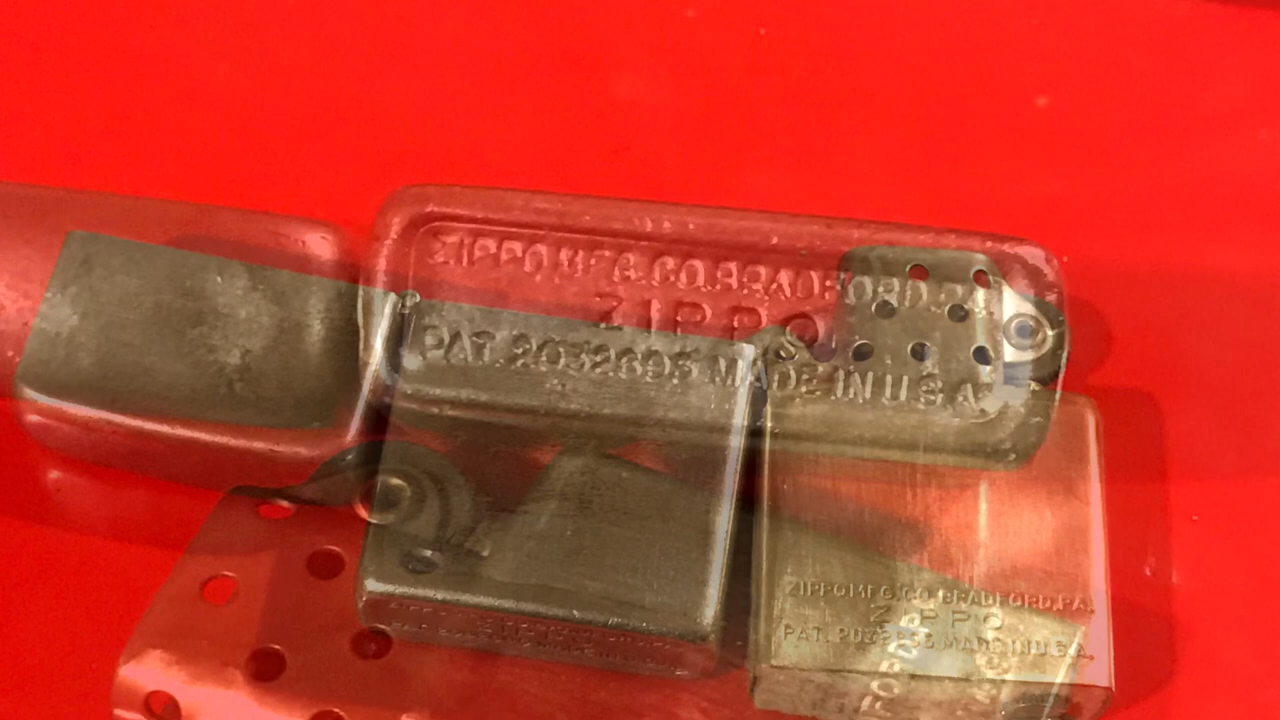 ZIPPO MFG. CO. BRADFORD, PA.
ZIPPO
PAT. 2032695 MADE IN U.S.A.
ZIPPO MFG. CO. BRADFORD, PA.
ZIPPO
PAT. 2032695 MADE IN U.S.A.
FOR